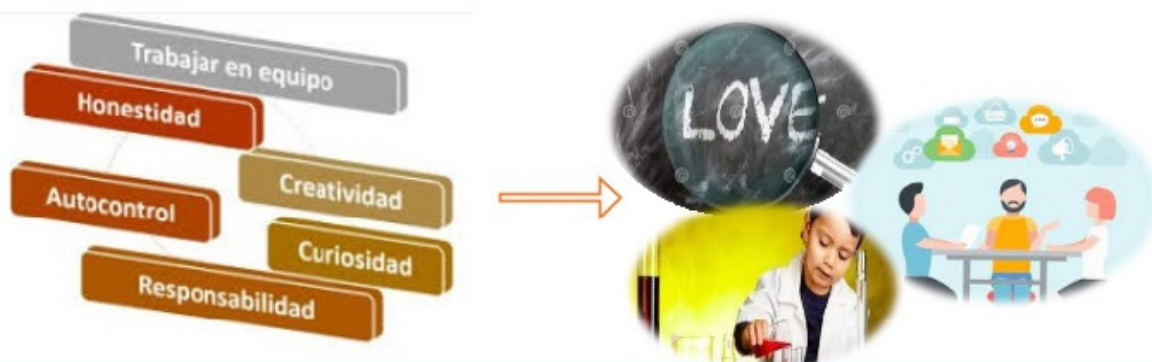 Trabajar en equipo
Honestidad
Creatividad
Autocontrol
Curiosidad
Responsabilidad
LOVE